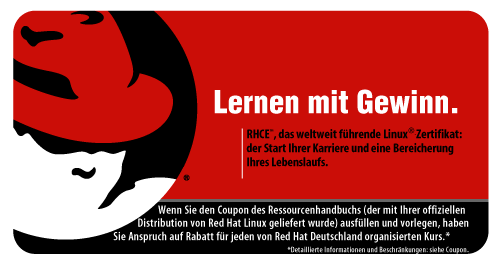 Lernen mit Gewinn.
RHCE™, das weltweit führende Linux® Zertifikat:
der Start Ihrer Karriere und eine Bereicherung
Ihres Lebenslaufs.
®
Wenn Sie den Coupon des Ressourcenhandbuchs (der mit Ihrer offiziellen
Distribution von Red Hat Linux geliefert wurde) ausfüllen und vorlegen, haben
Sie Anspruch auf Rabatt für jeden von Red Hat Deutschland organisierten Kurs.*
*Detaillierte Informationen und Beschränkungen: siehe Coupon.